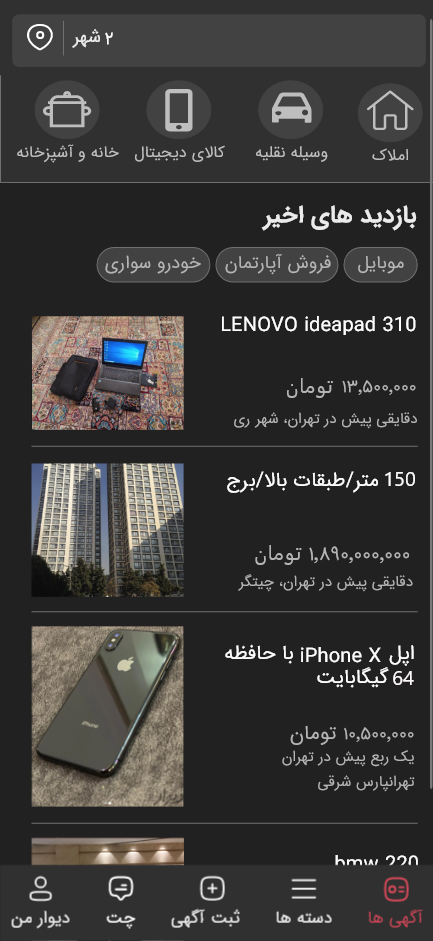 ۲ شهر
املاک
وسیله نقلیه
کالای دیجیتال
خانه و آشپزخانه
بازدید های اخیر
موبایل
فروش آپارتمان
خودرو سواری
LENOVO ideapad 310
۱۳,۵۰۰,۰۰۰ تومان
دقایقی پیش در تهران، شهر ری
150 متر/طبقات بالا/برج
۱,۸۹۰,۰۰۰,۰۰۰ تومان
دقایقی پیش در تهران، چیتگر
اپل iPhone X با حافظه
64 گیگابایت
iPhone
۱۰,۵۰۰,۰۰۰ تومان
یک ربع پیش در تهران
تهرانپارس شرقی
bmw 220
آگهی ها
دسته ها
ثبت آگهی
چت
دیوار من